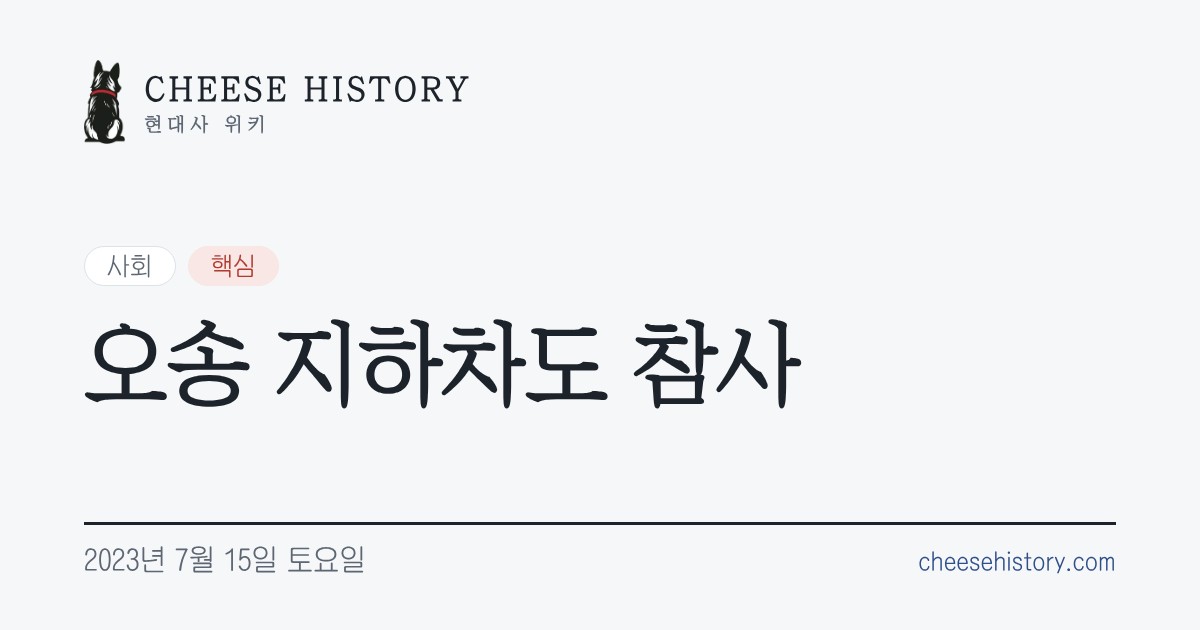 CHEESE HISTORY
현대사 위키
사회 핵심
오송 지하차도 참사
2023년 7월 15일 토요일
cheesehistory.com